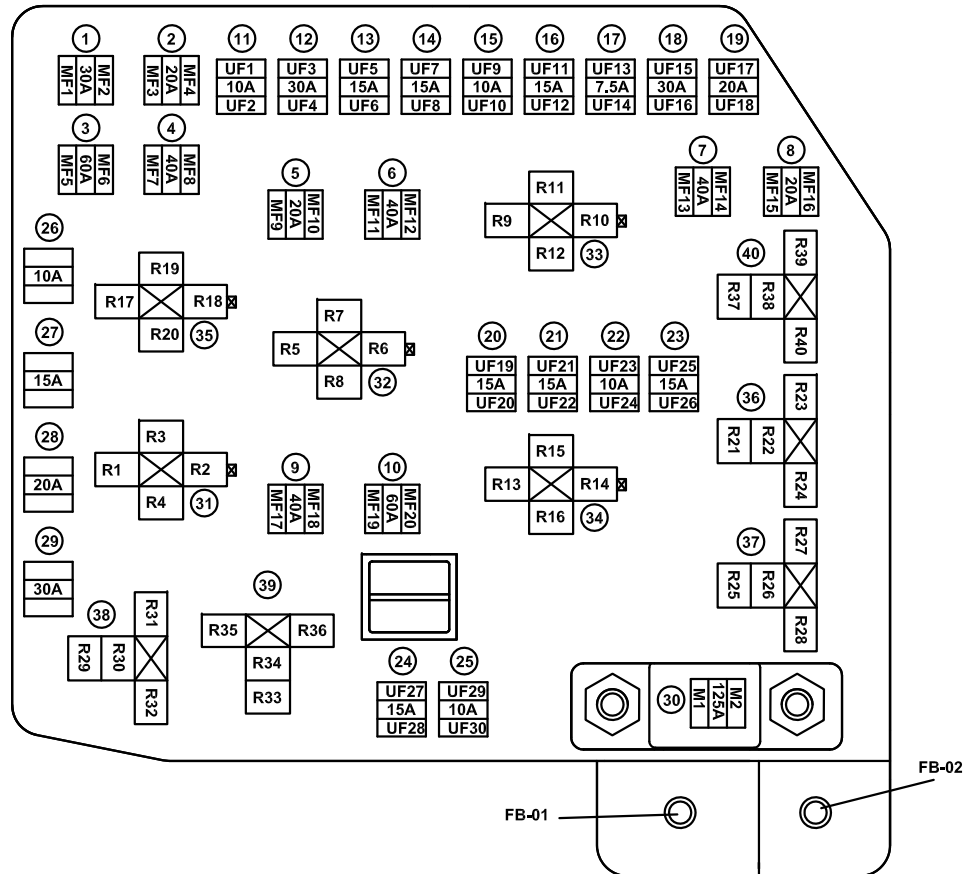 1 2 11 12 13 14 15 16 17 18 19
MF1 30A MF2
MF3 20A MF4
UF1 UF3 UF5 UF7 UF9 UF11 UF13 UF15 UF17
10A 30A 15A 15A 10A 15A 7.5A 30A 20A
UF2 UF4 UF6 UF8 UF10 UF12 UF14 UF16 UF18
3 4
MF5 60A MF6
MF7 40A MF8
5 6 7 8
MF9 20A MF10
MF11 40A MF12
MF13 40A MF14
MF15 20A MF16
R11
R9 R10
R12 33
26
10A
R19
R17 R18
R20 35
40
R39
R37 R38
R40
27
15A
R7
R5 R6
R8 32
20 21 22 23
UF19 UF21 UF23 UF25
15A 15A 10A 15A
UF20 UF22 UF24 UF26
36
R23
R21 R22
R24
28
20A
R3
R1 R2
R4 31
9 10
MF17 40A MF18
MF19 60A MF20
R15
R13 R14
R16 34
29
30A
37
R27
R25 R26
R28
38
R31
R29 R30
R32
39
R35 R36
R34
R33
24 25
UF27 UF29
15A 10A
UF28 UF30
30
M1 125A M2
FB-01
FB-02